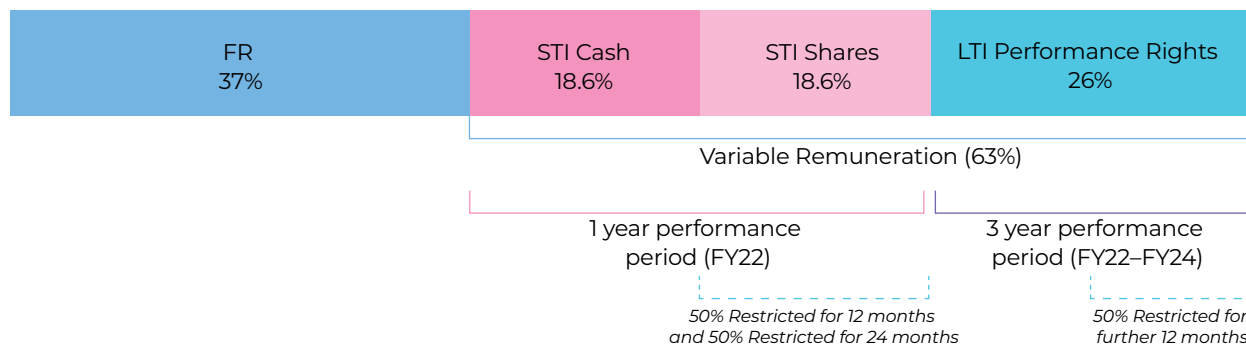 FR
37%
STI Cash
18.6%
STI Shares
18.6%
LTI Performance Rights
26%
Variable Remuneration (63%)
1 year performance
period (FY22)
3 year performance
period (FY22–FY24)
50% Restricted for 12 months
and 50% Restricted for 24 months
50% Restricted for
further 12 months